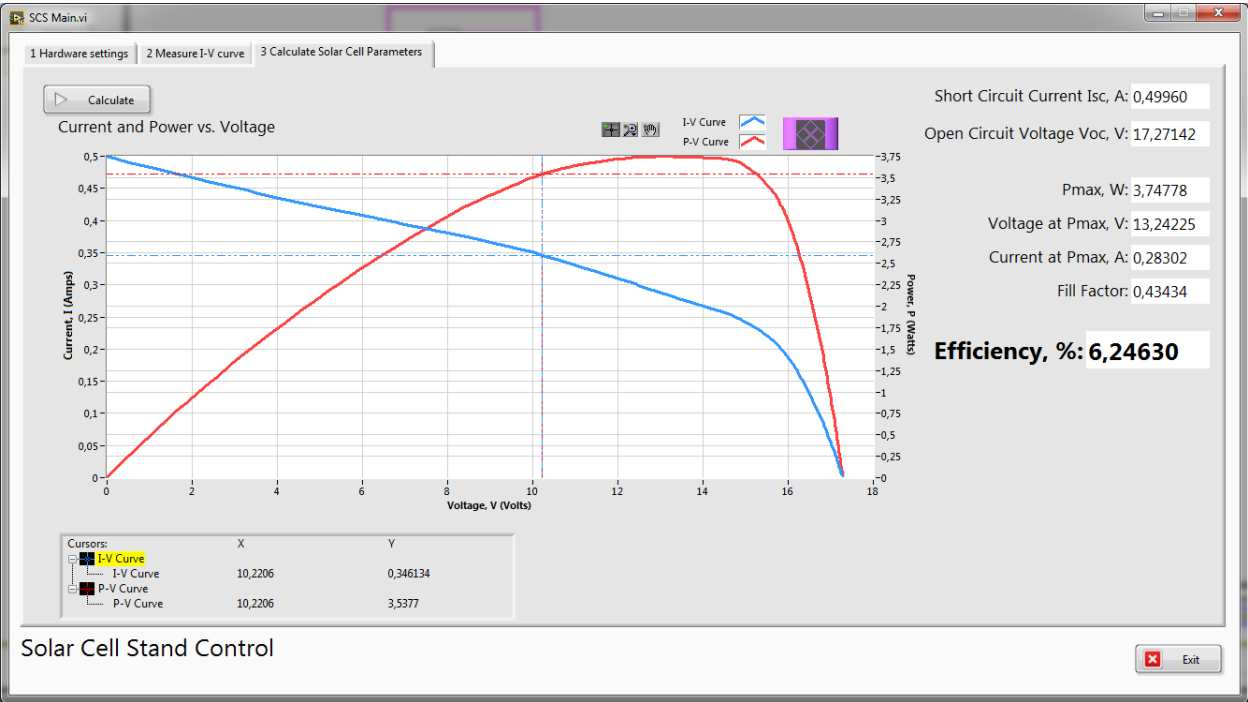 SCS Main.vi
1 Hardware settings
2 Measure I-V curve
3 Calculate Solar Cell Parameters
Calculate
Current and Power vs. Voltage
I-V Curve
P-V Curve
0,5
0,45
0,4
0,35
0,3
0,25
0,2
0,15
0,1
0,05
0
Current, I (Amps)
3,75
3,5
3,25
3
2,75
2,5
2,25
2
1,75
1,5
1,25
1
0,75
0,5
0,25
0
Power, P (Watts)
0 2 4 6 8 10 12 14 16 18
Voltage, V (Volts)
Short Circuit Current Isc, A: 0,49960
Open Circuit Voltage Voc, V: 17,27142
Pmax, W: 3,74778
Voltage at Pmax, V: 13,24225
Current at Pmax, A: 0,28302
Fill Factor: 0,43434
Efficiency, %: 6,24630
Cursors: X Y
I-V Curve
I-V Curve 10,2206 0,346134
P-V Curve
P-V Curve 10,2206 3,5377
Solar Cell Stand Control
Exit